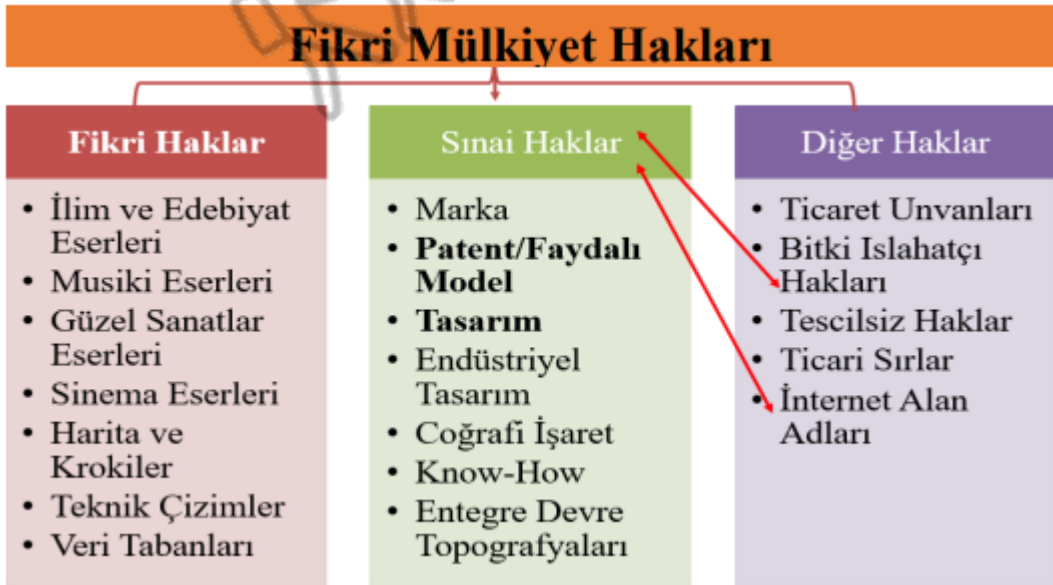 Fikri Mülkiyet Hakları
Fikri Haklar
• İlim ve Edebiyat
Eserleri
• Musiki Eserleri
• Güzel Sanatlar
Eserleri
• Sinema Eserleri
• Harita ve
Krokiler
• Teknik Çizimler
• Veri Tabanları
Sınai Haklar
• Marka
• Patent/Faydalı
Model
• Tasarım
• Endüstriyel
Tasarım
• Coğrafi İşaret
• Know-How
• Entegre Devre
Topografyaları
Diğer Haklar
• Ticaret Unvanları
• Bitki Islahatçı
Hakları
• Tescilsiz Haklar
• Ticari Sırlar
• İnternet Alan
Adları